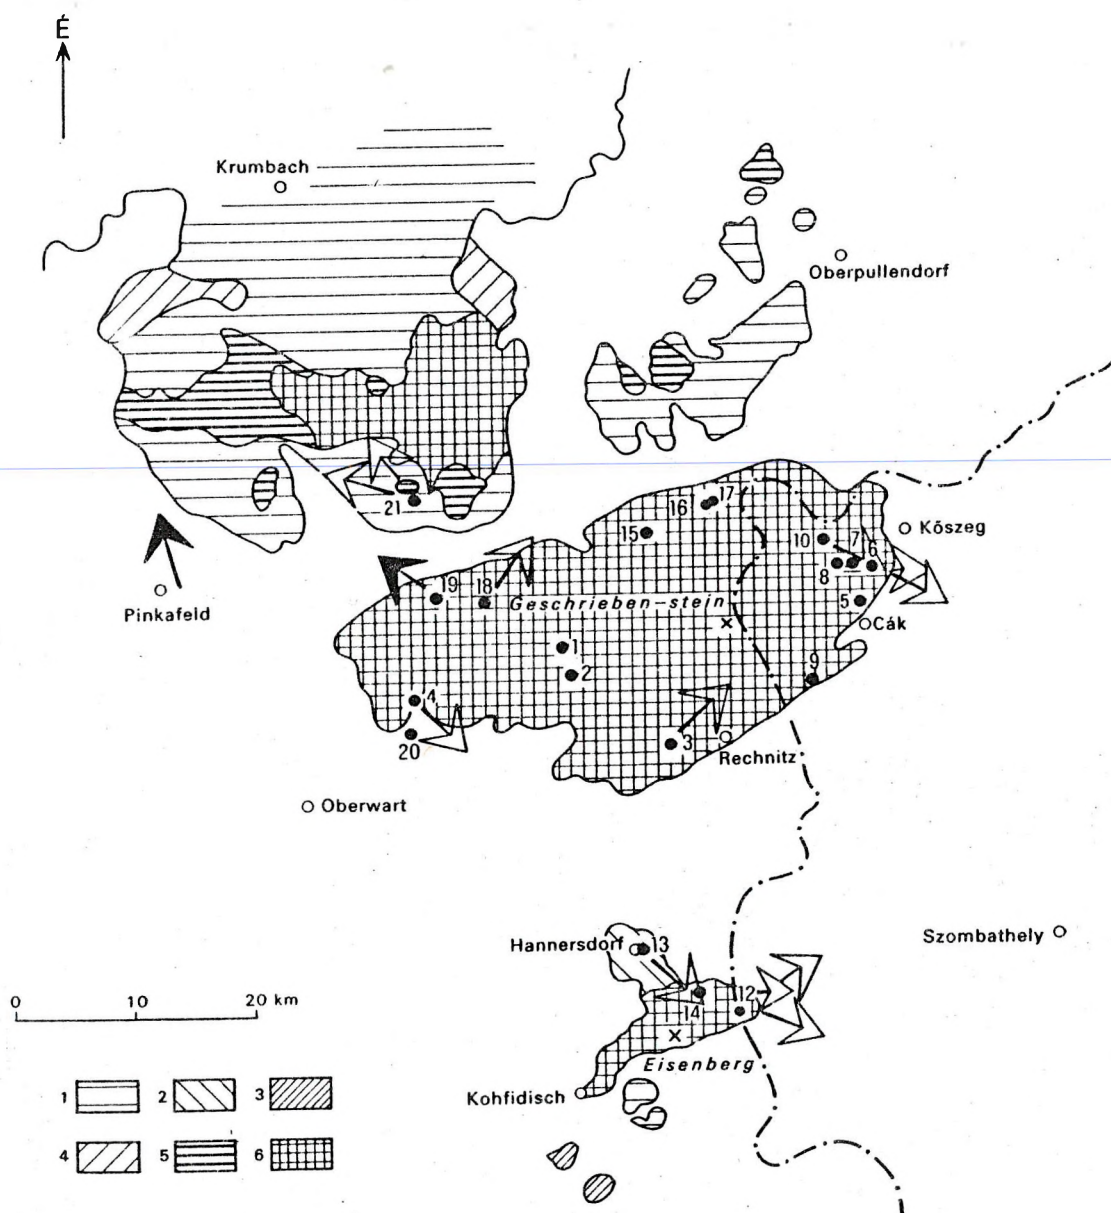 É
Krumbach
Oberpullendorf
21
16 17
15
10 7 6
8
Kőszeg
5
Cák
19 18
Geschrieben-stein
Pinkafeld
1
2
9
4
3
20
Rechnitz
Oberwart
Hannersdorf 13
Szombathely
12
14
Eisenberg
Kohfidisch
0 10 20 km
1 2 3
4 5 6